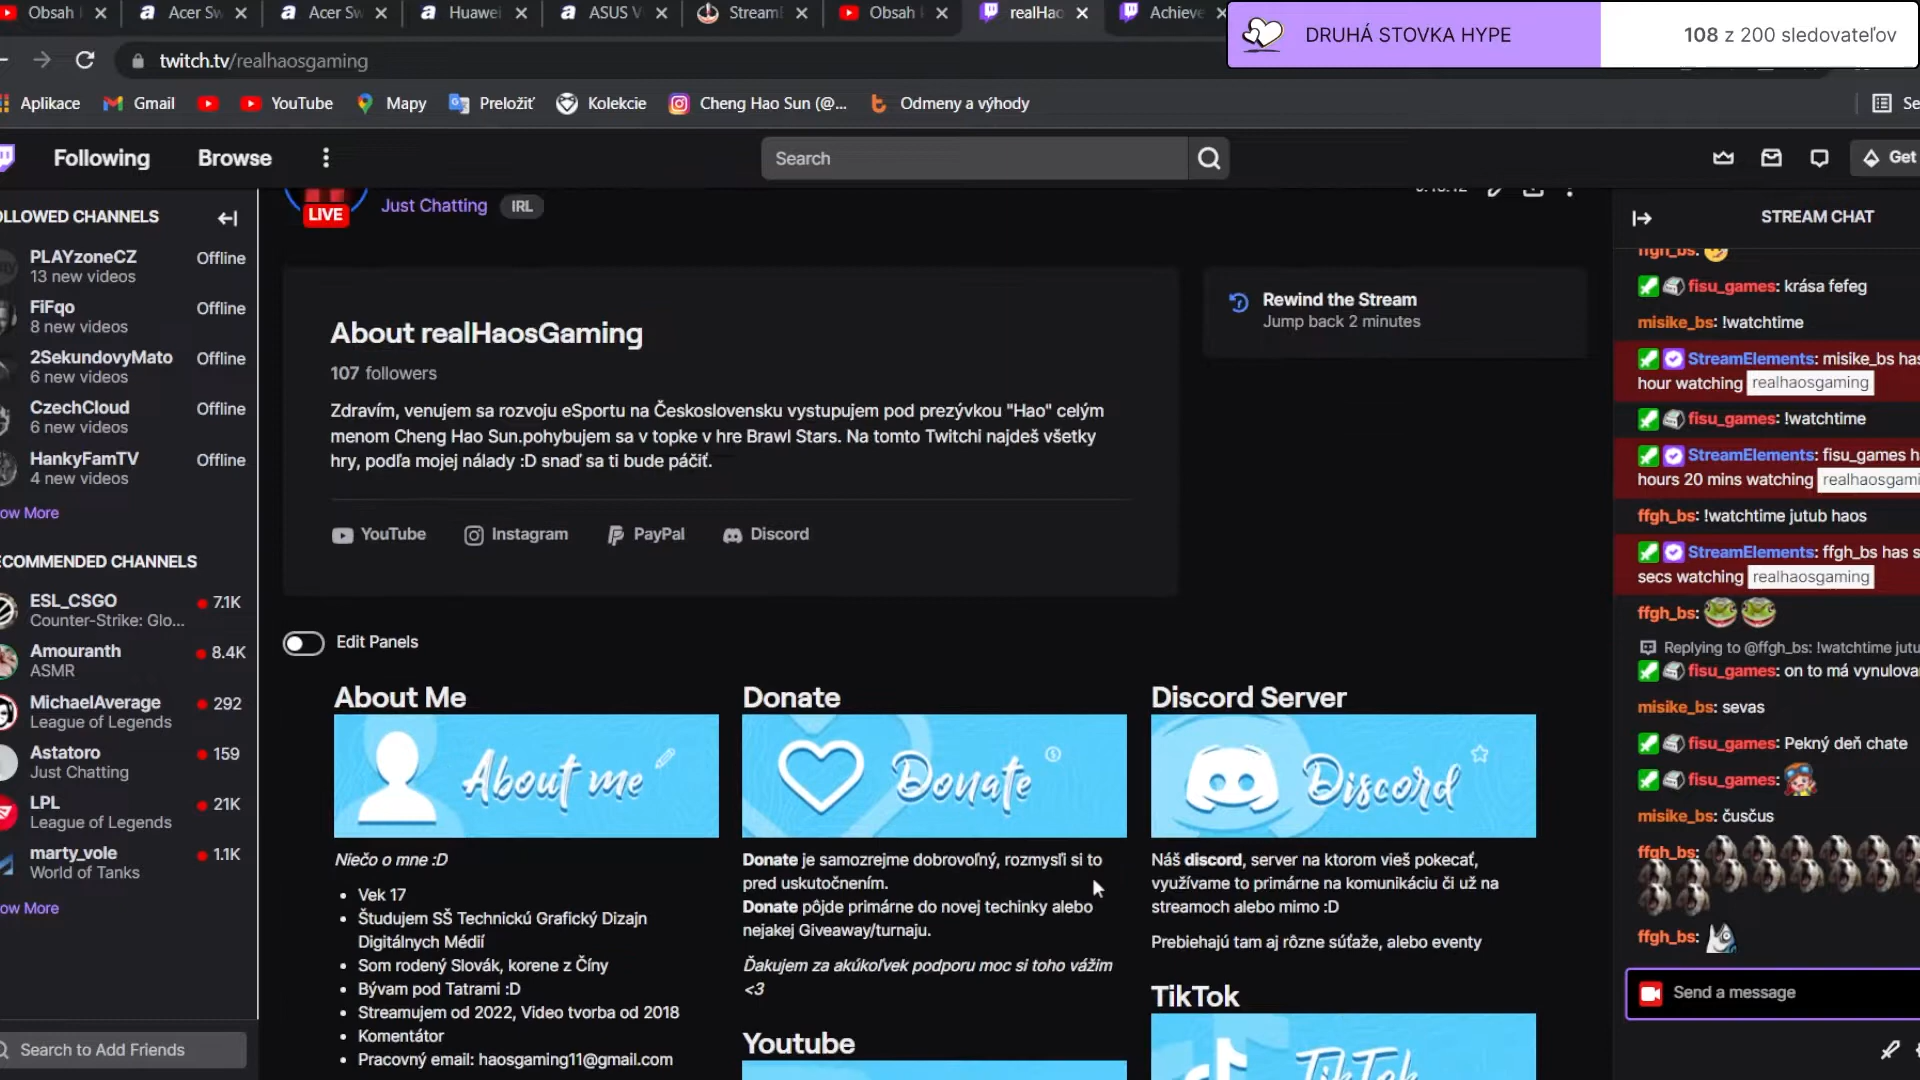 Obsah
Acer Sw
Acer Sw
Huawei
ASUS V
StreamE
Obsah
realHao
Achieve
DRUHÁ STOVKA HYPE
108 z 200 sledovateľov
twitch.tv/realhaosgaming
Aplikace
Gmail
YouTube
Mapy
Preložiť
Kolekcie
Cheng Hao Sun (@...
Odmeny a výhody
Se
Following
Browse
Search
Get
OLLOWED CHANNELS
PLAYzoneCZ
Offline
13 new videos
FiFqo
Offline
8 new videos
2SekundovyMato
Offline
6 new videos
CzechCloud
Offline
6 new videos
HankyFamTV
Offline
4 new videos
ow More
ECOMMENDED CHANNELS
ESL_CSGO
7.1K
Counter-Strike: Glo...
Amouranth
8.4K
ASMR
MichaelAverage
292
League of Legends
Astatoro
159
Just Chatting
LPL
21K
League of Legends
marty_vole
1.1K
World of Tanks
ow More
Search to Add Friends
LIVE
Just Chatting
IRL
About realHaosGaming
107 followers
Zdravím, venujem sa rozvoju eSportu na Československu vystupujem pod prezývkou "Hao" celým
menom Cheng Hao Sun.pohybujem sa v topke v hre Brawl Stars. Na tomto Twitchi najdeš všetky
hry, podľa mojej nálady :D snaď sa ti bude páčiť.
YouTube
Instagram
PayPal
Discord
Rewind the Stream
Jump back 2 minutes
Edit Panels
About Me
About me
Niečo o mne :D
• Vek 17
• Študujem SŠ Technickú Grafický Dizajn
Digitálnych Médií
• Som rodený Slovák, korene z Číny
• Bývam pod Tatrami :D
• Streamujem od 2022, Video tvorba od 2018
• Komentátor
• Pracovný email: haosgaming11@gmail.com
Donate
Donate
Donate je samozrejme dobrovoľný, rozmysľi si to
pred uskutočnením.
Donate pôjde primárne do novej techinky alebo
nejakej Giveaway/turnaju.
Ďakujem za akúkoľvek podporu moc si toho vážim
<3
Youtube
Discord Server
Discord
Náš discord, server na ktorom vieš pokecať,
využívame to primárne na komunikáciu či už na
streamoch alebo mimo :D
Prebiehajú tam aj rôzne súťaže, alebo eventy
TikTok
TikTok
STREAM CHAT
ffgh_bs:
fisu_games: krása fefeg
misike_bs: !watchtime
StreamElements: misike_bs has
hour watching realhaosgaming
fisu_games: !watchtime
StreamElements: fisu_games h
hours 20 mins watching realhaosgami
ffgh_bs: !watchtime jutub haos
StreamElements: ffgh_bs has s
secs watching realhaosgaming
ffgh_bs:
Replying to @ffgh_bs: !watchtime jutu
fisu_games: on to má vynulova
misike_bs: sevas
fisu_games: Pekný deň chate
fisu_games:
misike_bs: čusčus
ffgh_bs:
ffgh_bs:
Send a message